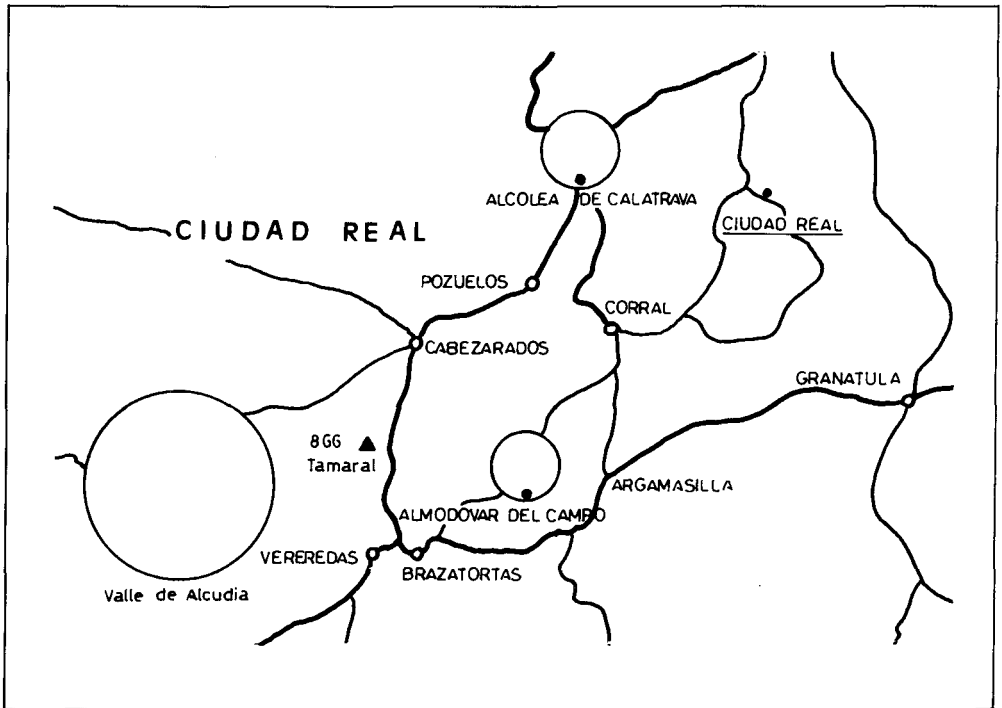 ALCOLEA DE CALATRAVA
CIUDAD REAL
CIUDAD REAL
POZUELOS
CORRAL
CABEZARADOS
GRANATULA
8GG
Tamaral
ARGAMASILLA
ALMODOVAR DEL CAMPO
VEREREDAS
BRAZATORTAS
Valle de Alcudia